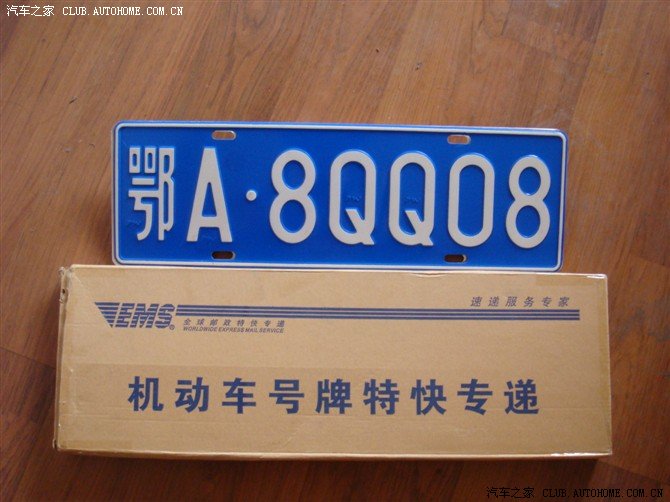 汽车之家 CLUB.AUTOHOME.COM.CN
鄂A·8QQ08
EMS® 全球邮政特快专递
WORLDWIDE EXPRESS MAIL SERVICE
速递服务专家
机动车号牌特快专递
汽车之家 CLUB.AUTOHOME.COM.CN